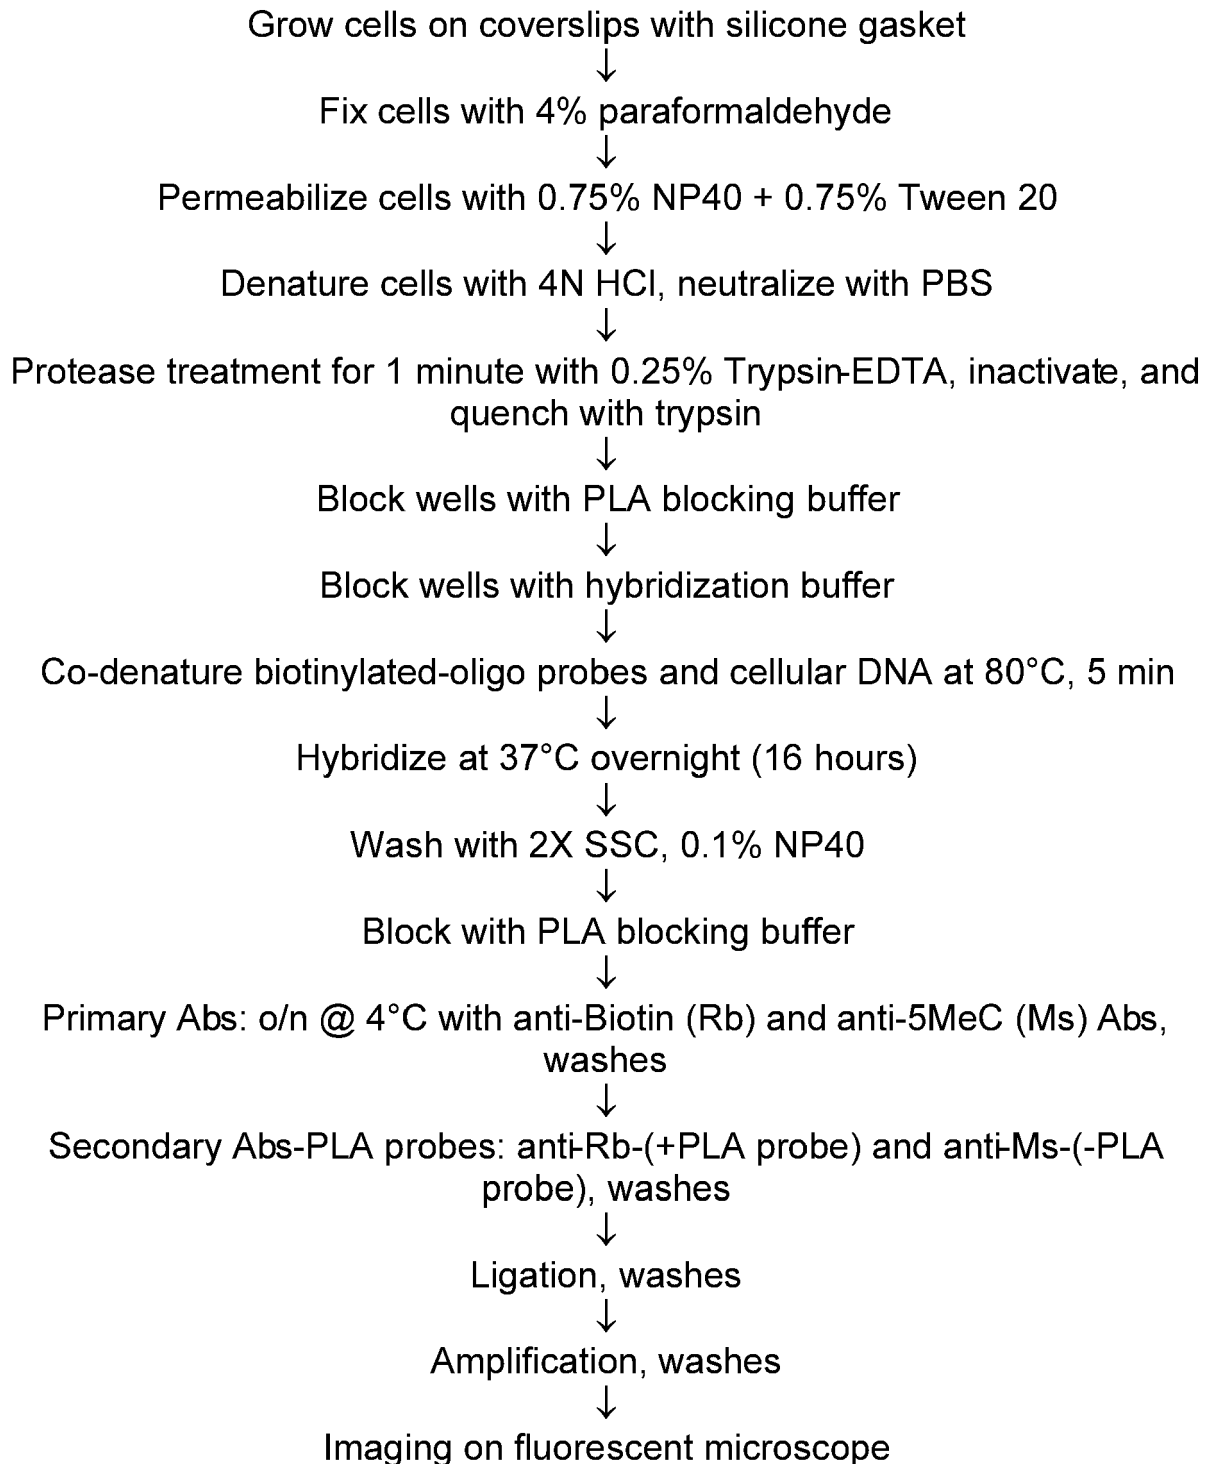 Grow cells on coverslips with silicone gasket
↓
Fix cells with 4% paraformaldehyde
↓
Permeabilize cells with 0.75% NP40 + 0.75% Tween 20
↓
Denature cells with 4N HCl, neutralize with PBS
↓
Protease treatment for 1 minute with 0.25% Trypsin-EDTA, inactivate, and
quench with trypsin
↓
Block wells with PLA blocking buffer
↓
Block wells with hybridization buffer
↓
Co-denature biotinylated-oligo probes and cellular DNA at 80°C, 5 min
↓
Hybridize at 37°C overnight (16 hours)
↓
Wash with 2X SSC, 0.1% NP40
↓
Block with PLA blocking buffer
↓
Primary Abs: o/n @ 4°C with anti-Biotin (Rb) and anti-5MeC (Ms) Abs,
washes
↓
Secondary Abs-PLA probes: anti-Rb-(+PLA probe) and anti-Ms-(-PLA
probe), washes
↓
Ligation, washes
↓
Amplification, washes
↓
Imaging on fluorescent microscope